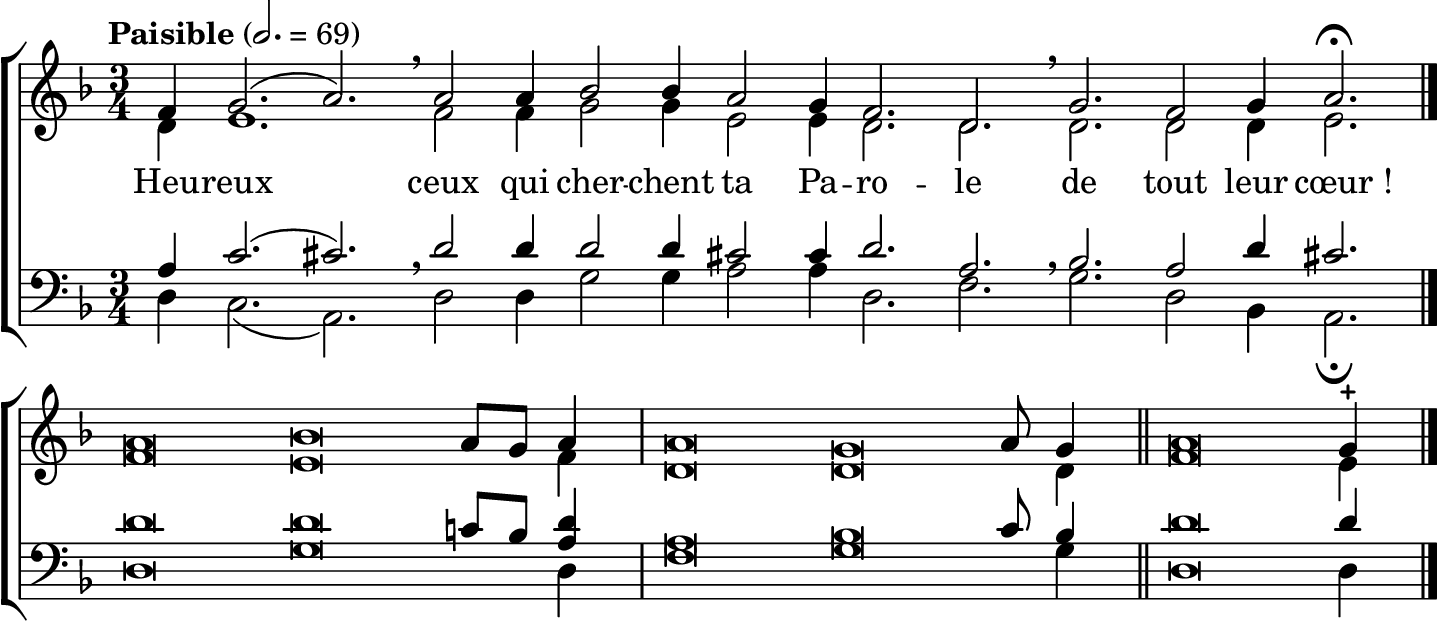 Paisible (𝅗𝅥. = 69)
Heureux ceux qui cher -- chent ta Pa -- ro -- le de tout leur cœur !